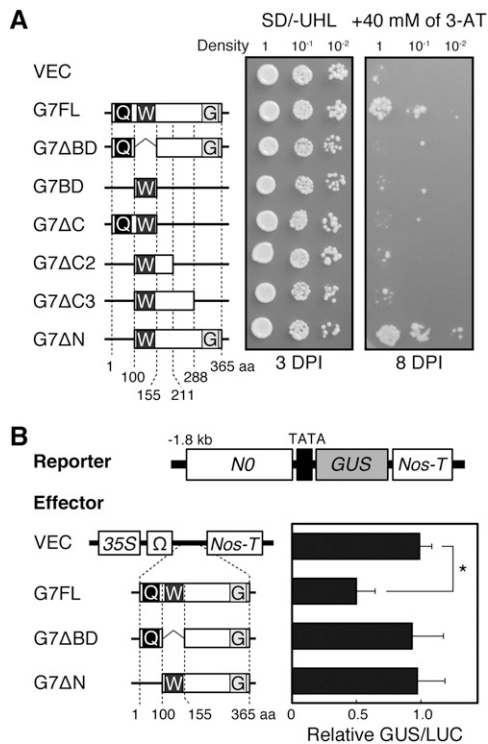 A
SD/-UHL +40 mM of 3-AT
Density 1 10⁻¹ 10⁻² 1 10⁻¹ 10⁻²
VEC
G7FL Q W G
G7ΔBD Q G
G7BD W
G7ΔC Q W
G7ΔC2 W
G7ΔC3 W
G7ΔN W G
1 100 155 211 288 365 aa
3 DPI 8 DPI
B
-1.8 kb TATA
Reporter N0 GUS Nos-T
Effector
VEC 35S Ω Nos-T
G7FL Q W G
*
G7ΔBD Q G
G7ΔN W G
1 100 155 365 aa
0 0.5 1.0
Relative GUS/LUC